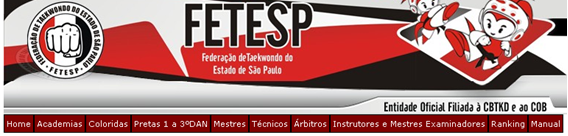 FEDERAÇÃO DE TAEKWONDO DO ESTADO DE SÃO PAULO
• FETESP •
FETESP
Federação deTaekwondo do
Estado de São Paulo
Entidade Oficial Filiada à CBTKD e ao COB
Home Academias Coloridas Pretas 1 a 3ºDAN Mestres Técnicos Árbitros Instrutores e Mestres Examinadores Ranking Manual